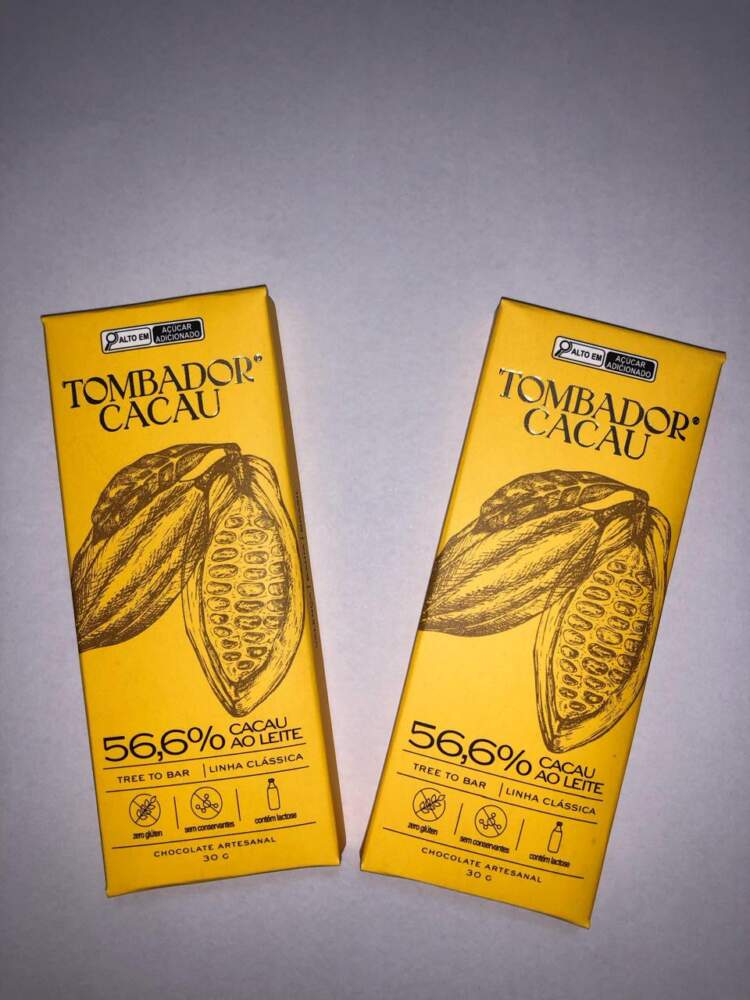 ALTO EM AÇÚCAR
ADICIONADO
TOMBADOR®
CACAU
56,6% CACAU
AO LEITE
TREE TO BAR | LINHA CLÁSSICA
zero glúten sem conservantes contém lactose
CHOCOLATE ARTESANAL
30 G
ALTO EM AÇÚCAR
ADICIONADO
TOMBADOR®
CACAU
56,6% CACAU
AO LEITE
TREE TO BAR | LINHA CLÁSSICA
zero glúten sem conservantes contém lactose
CHOCOLATE ARTESANAL
30 G